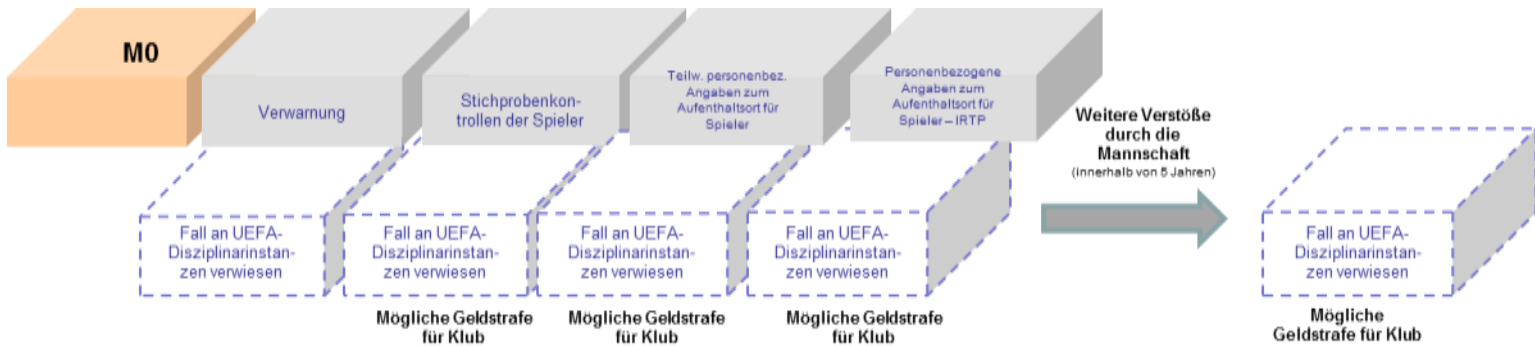 M0
Verwarnung
Stichprobenkon-
trollen der Spieler
Teilw. personenbez.
Angaben zum
Aufenthaltsort für
Spieler
Personenbezogene
Angaben zum
Aufenthaltsort für
Spieler – IRTP
Weitere Verstöße
durch die
Mannschaft
(innerhalb von 5 Jahren)
Fall an UEFA-
Disziplinarinstan-
zen verwiesen
Fall an UEFA-
Disziplinarinstan-
zen verwiesen
Fall an UEFA-
Disziplinarinstan-
zen verwiesen
Fall an UEFA-
Disziplinarinstan-
zen verwiesen
Fall an UEFA-
Disziplinarinstan-
zen verwiesen
Mögliche Geldstrafe
für Klub
Mögliche Geldstrafe
für Klub
Mögliche Geldstrafe
für Klub
Mögliche
Geldstrafe für Klub